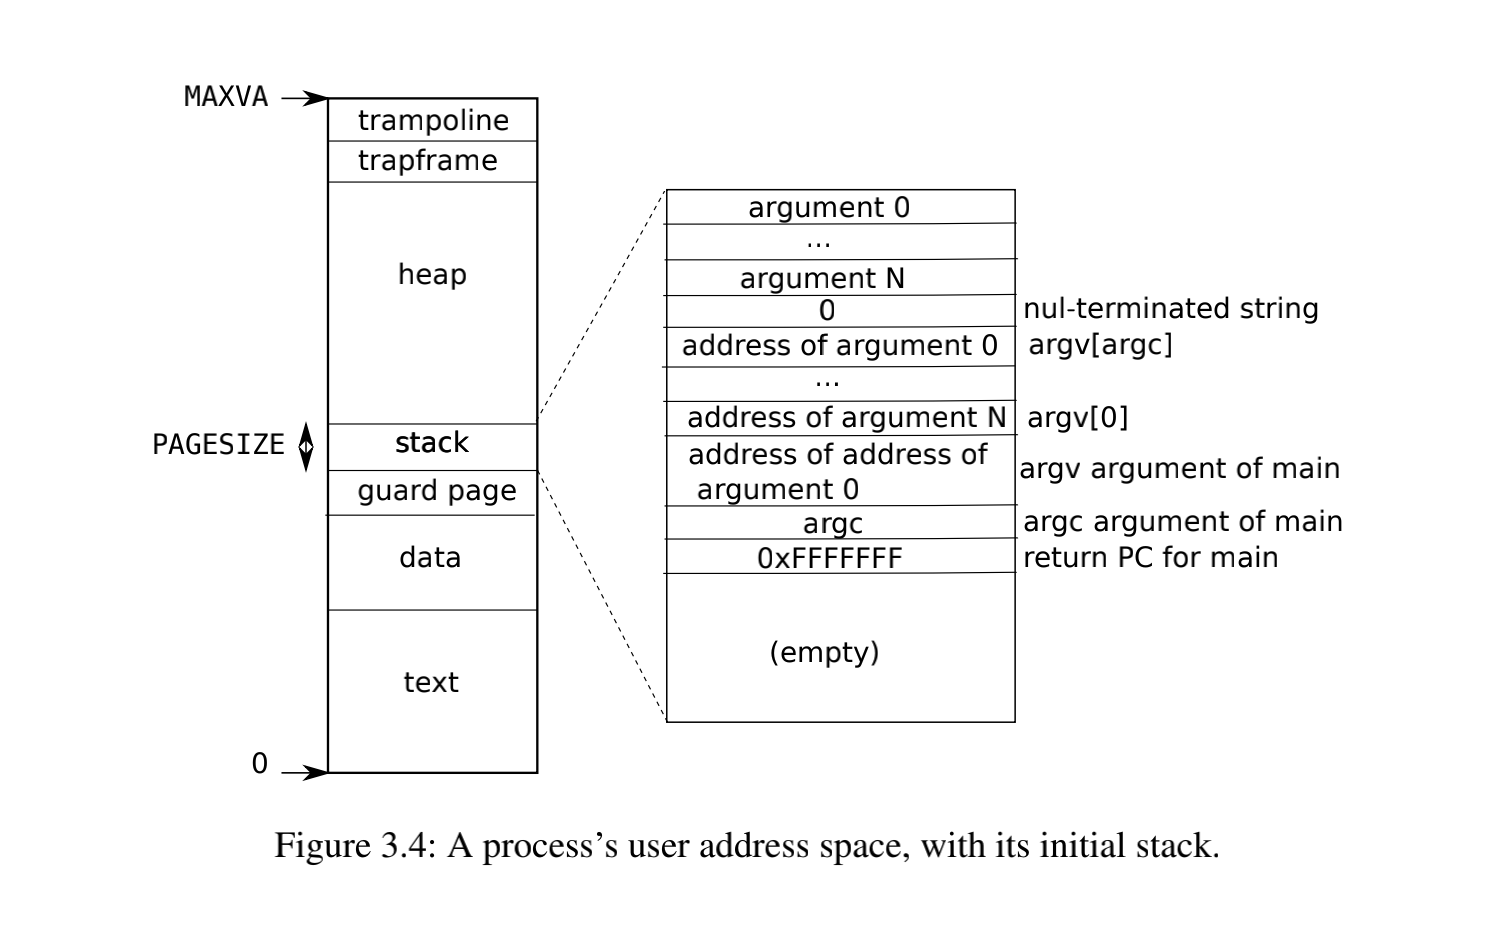 MAXVA
trampoline
trapframe
heap
PAGESIZE
stack
guard page
data
text
0
argument 0
...
argument N
0 nul-terminated string
address of argument 0 argv[argc]
...
address of argument N argv[0]
address of address of
argument 0
argv argument of main
argc argc argument of main
0xFFFFFFF return PC for main
(empty)
Figure 3.4: A process’s user address space, with its initial stack.